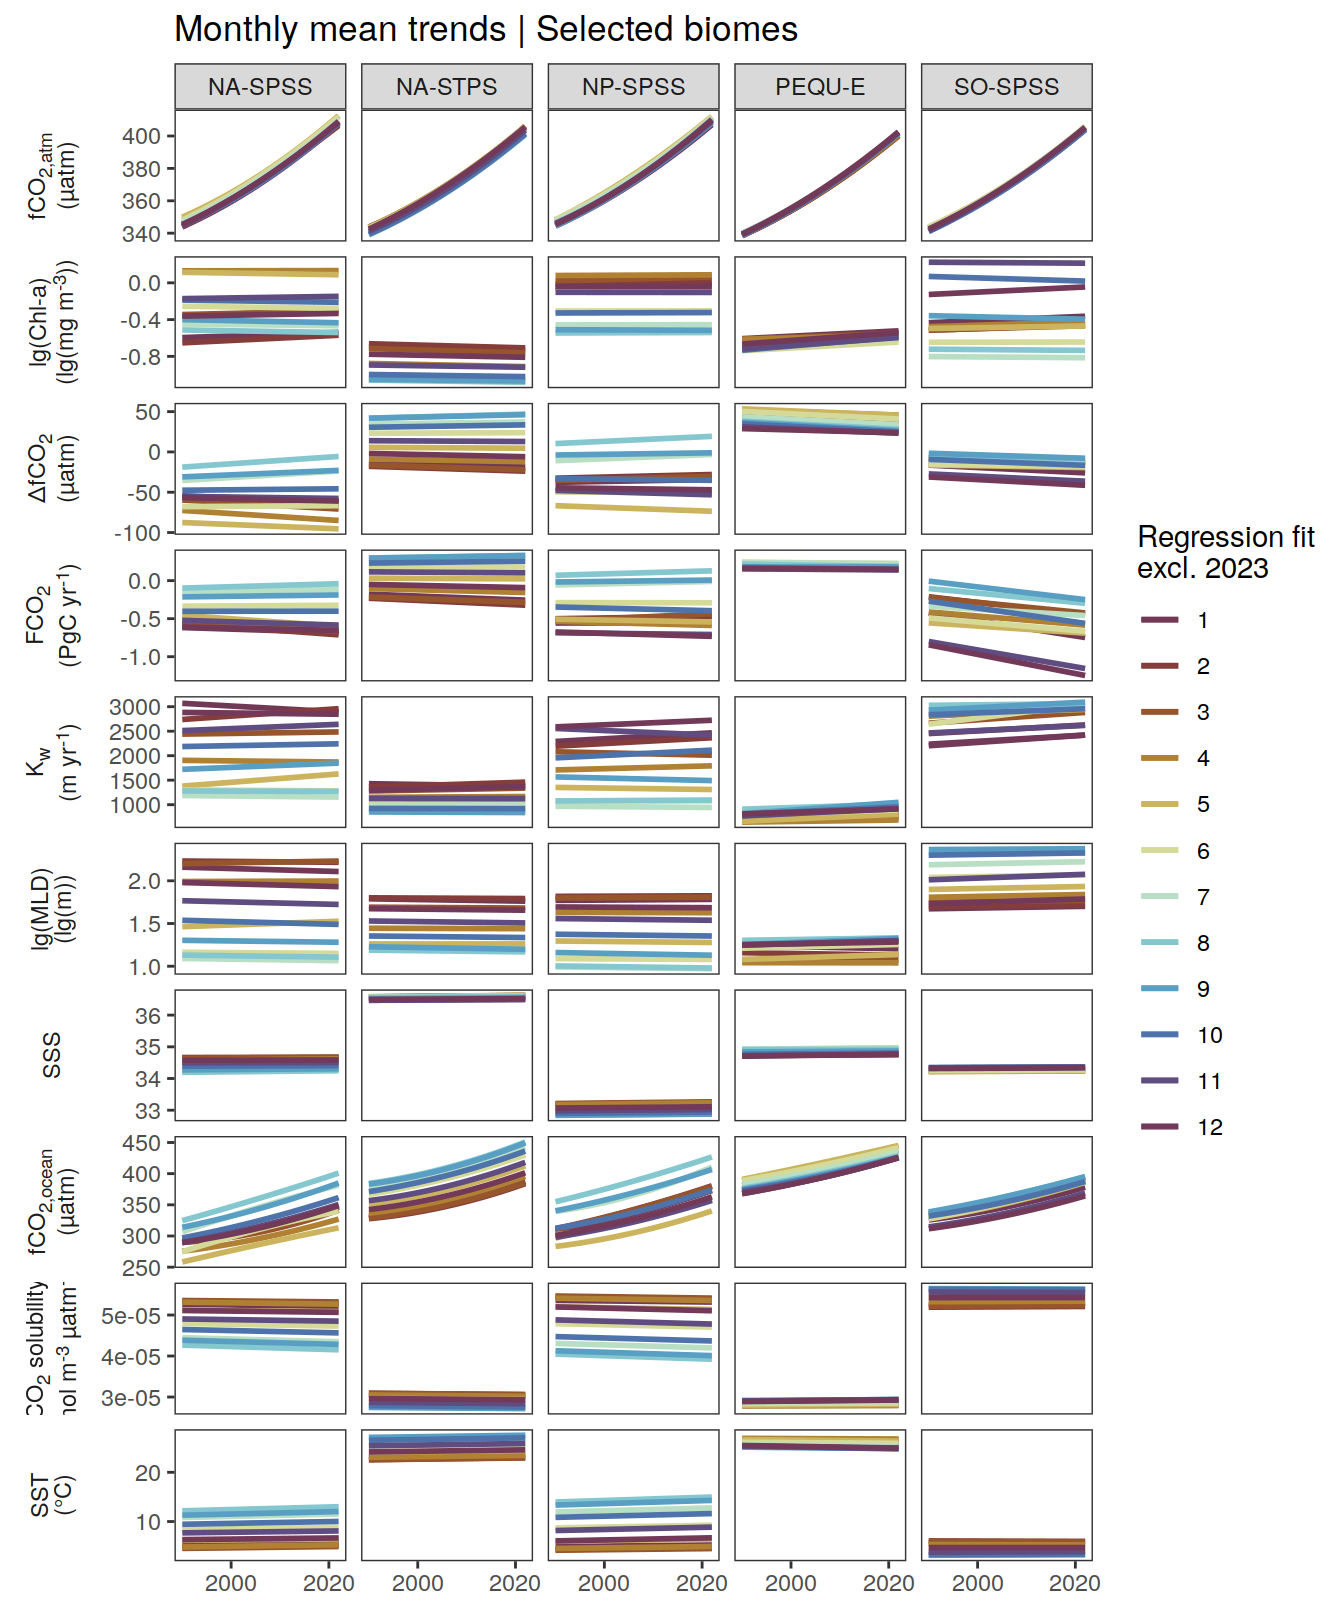 Monthly mean trends | Selected biomes
NA-SPSS NA-STPS NP-SPSS PEQU-E SO-SPSS
fCO2,atm
(µatm)
400
380
360
340
lg(Chl-a)
(lg(mg m-3))
0.0
-0.4
-0.8
ΔfCO2
(µatm)
50
0
-50
-100
FCO2
(PgC yr-1)
0.0
-0.5
-1.0
Kw
(m yr-1)
3000
2500
2000
1500
1000
lg(MLD)
(lg(m))
2.0
1.5
1.0
SSS
36
35
34
33
fCO2,ocean
(µatm)
450
400
350
300
250
CO2 solubility
nol m-3 µatm-
5e-05
4e-05
3e-05
SST
(°C)
20
10
2000 2020 2000 2020 2000 2020 2000 2020 2000 2020
Regression fit
excl. 2023
1
2
3
4
5
6
7
8
9
10
11
12